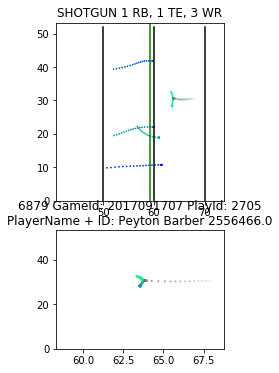 SHOTGUN 1 RB, 1 TE, 3 WR
50
40
30
20
10
0
50 60 70
6879 GameId: 2017091707 PlayId: 2705
PlayerName + ID: Peyton Barber 2556466.0
40
20
0
60.0 62.5 65.0 67.5